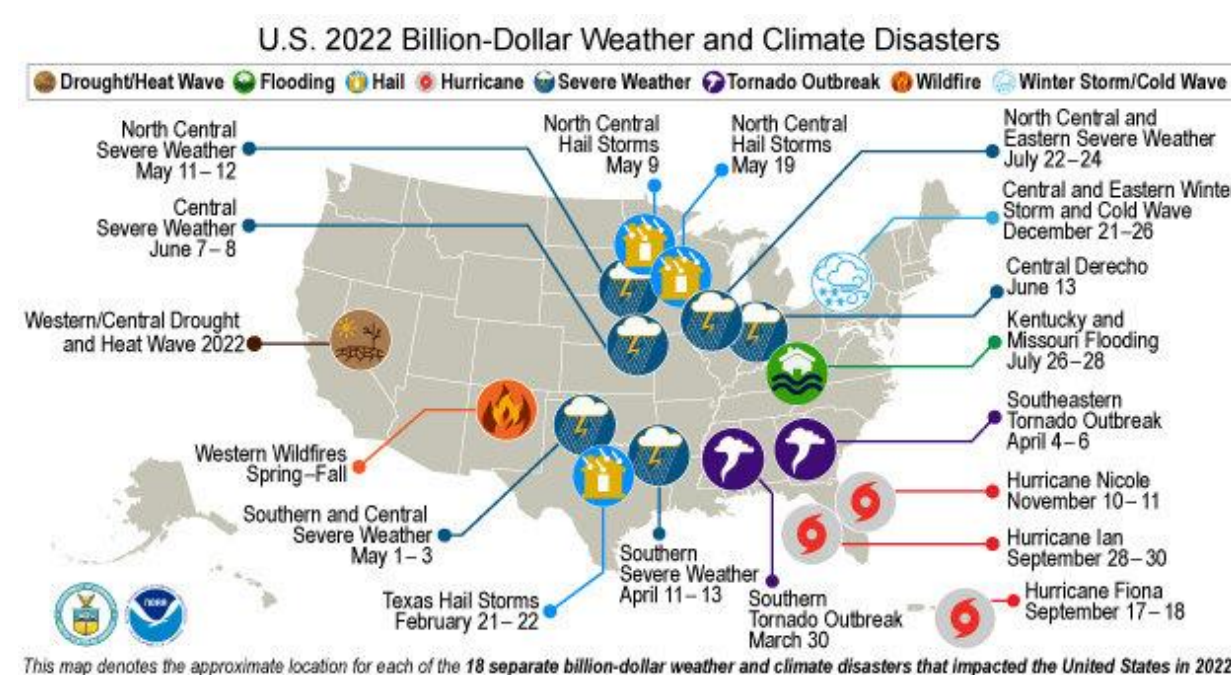 U.S. 2022 Billion-Dollar Weather and Climate Disasters
Drought/Heat Wave Flooding Hail Hurricane Severe Weather Tornado Outbreak Wildfire Winter Storm/Cold Wave
North Central
Severe Weather
May 11–12
North Central
Hail Storms
May 9
North Central
Hail Storms
May 19
North Central and
Eastern Severe Weather
July 22–24
Central
Severe Weather
June 7–8
Central and Eastern Winte
Storm and Cold Wave
December 21–26
Central Derecho
June 13
Western/Central Drought
and Heat Wave 2022
Kentucky and
Missouri Flooding
July 26–28
Southeastern
Tornado Outbreak
April 4–6
Western Wildfires
Spring–Fall
Hurricane Nicole
November 10–11
Southern and Central
Severe Weather
May 1–3
Hurricane Ian
September 28–30
Southern
Severe Weather
April 11–13
Texas Hail Storms
February 21–22
Southern
Tornado Outbreak
March 30
Hurricane Fiona
September 17–18
noaa
This map denotes the approximate location for each of the 18 separate billion-dollar weather and climate disasters that impacted the United States in 2022